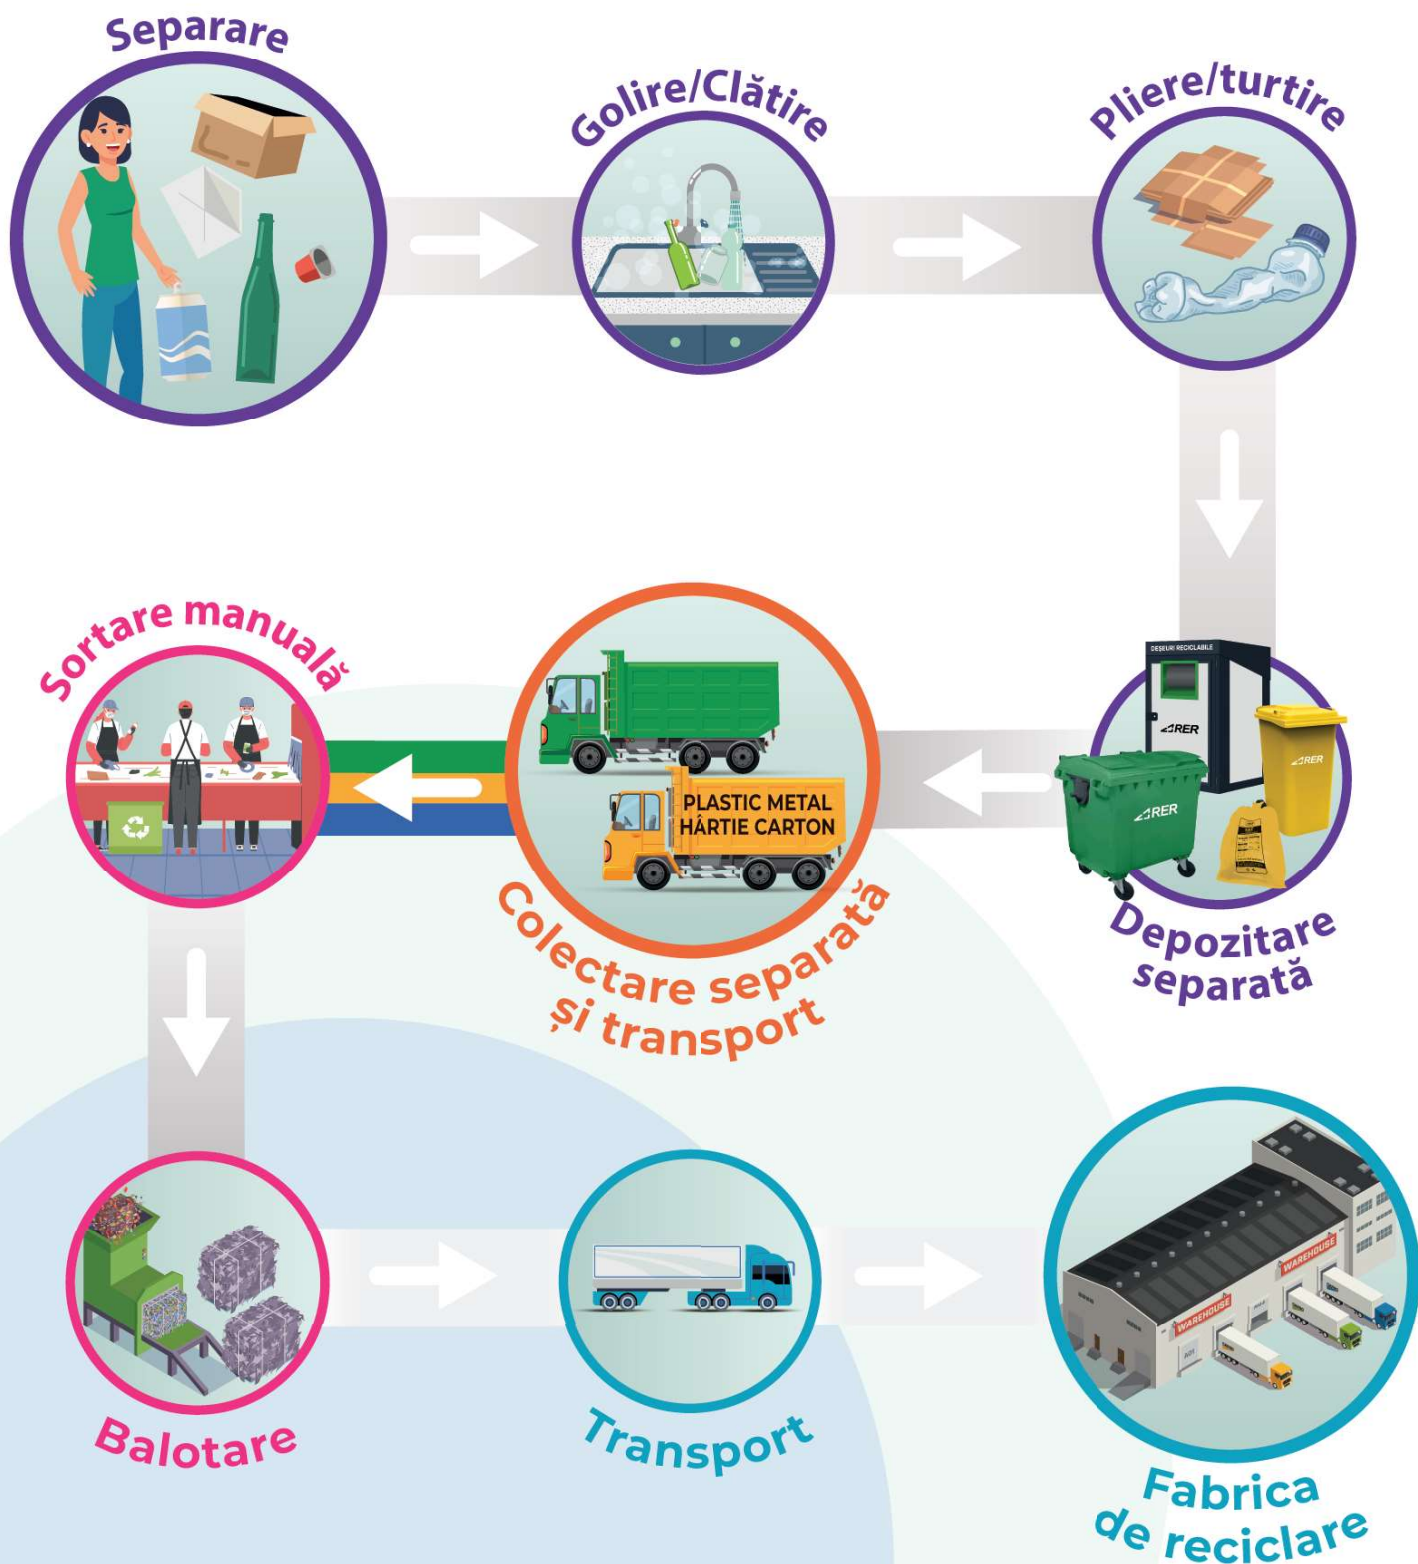 Separare
Golire/Clătire
Pliere/turtire
Sortare manuală
PLASTIC METAL
HÂRTIE CARTON
Colectare separată
și transport
DEȘEURI RECICLABILE
RER
RER
RER
Depozitare
separată
Balotare
Transport
WAREHOUSE
WAREHOUSE
Fabrica
de reciclare